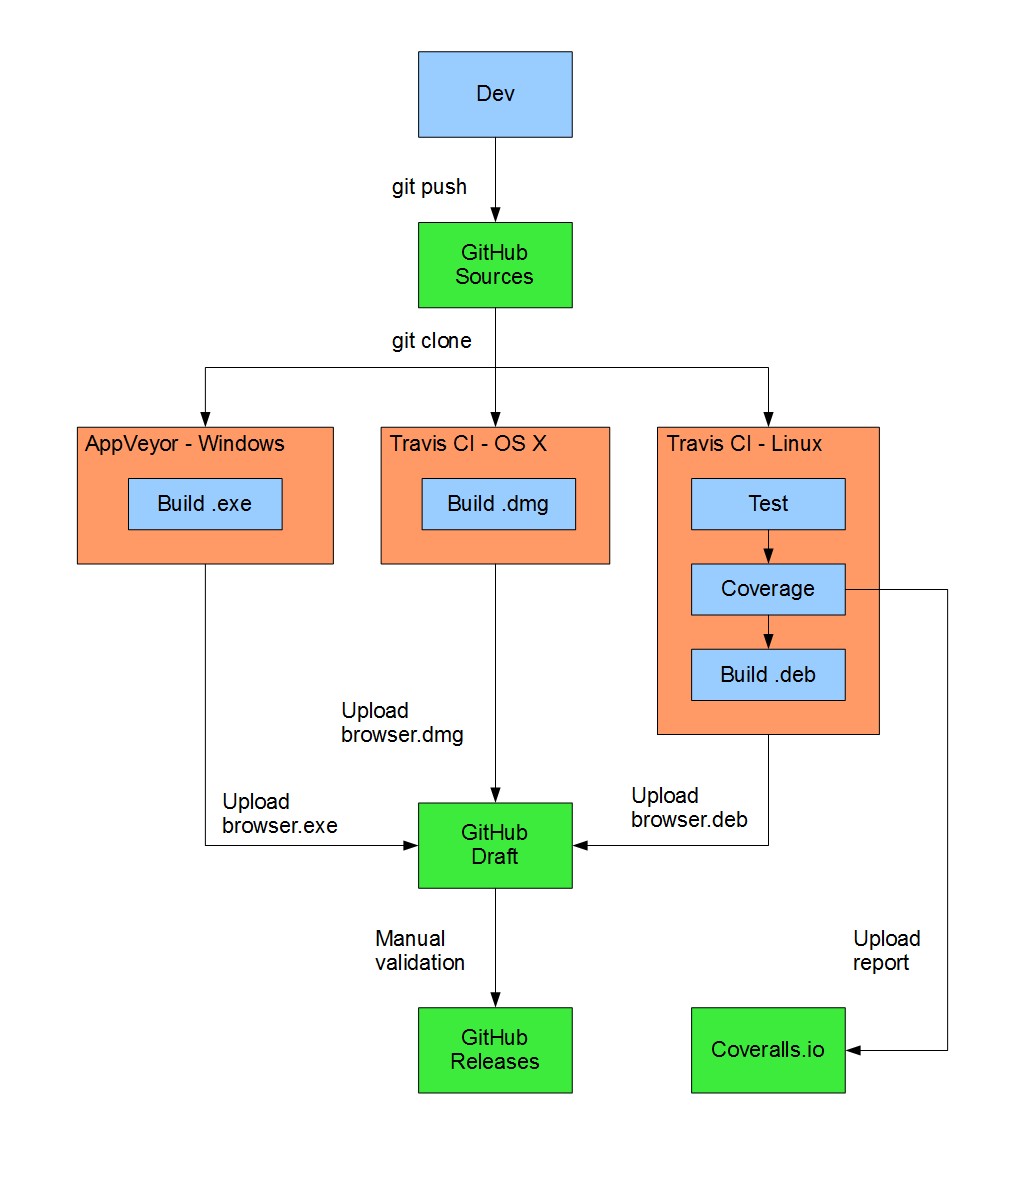 Dev
git push
GitHub
Sources
git clone
AppVeyor - Windows
Build .exe
Travis CI - OS X
Build .dmg
Travis CI - Linux
Test
Coverage
Build .deb
Upload
browser.dmg
Upload
browser.exe
Upload
browser.deb
GitHub
Draft
Manual
validation
Upload
report
GitHub
Releases
Coveralls.io